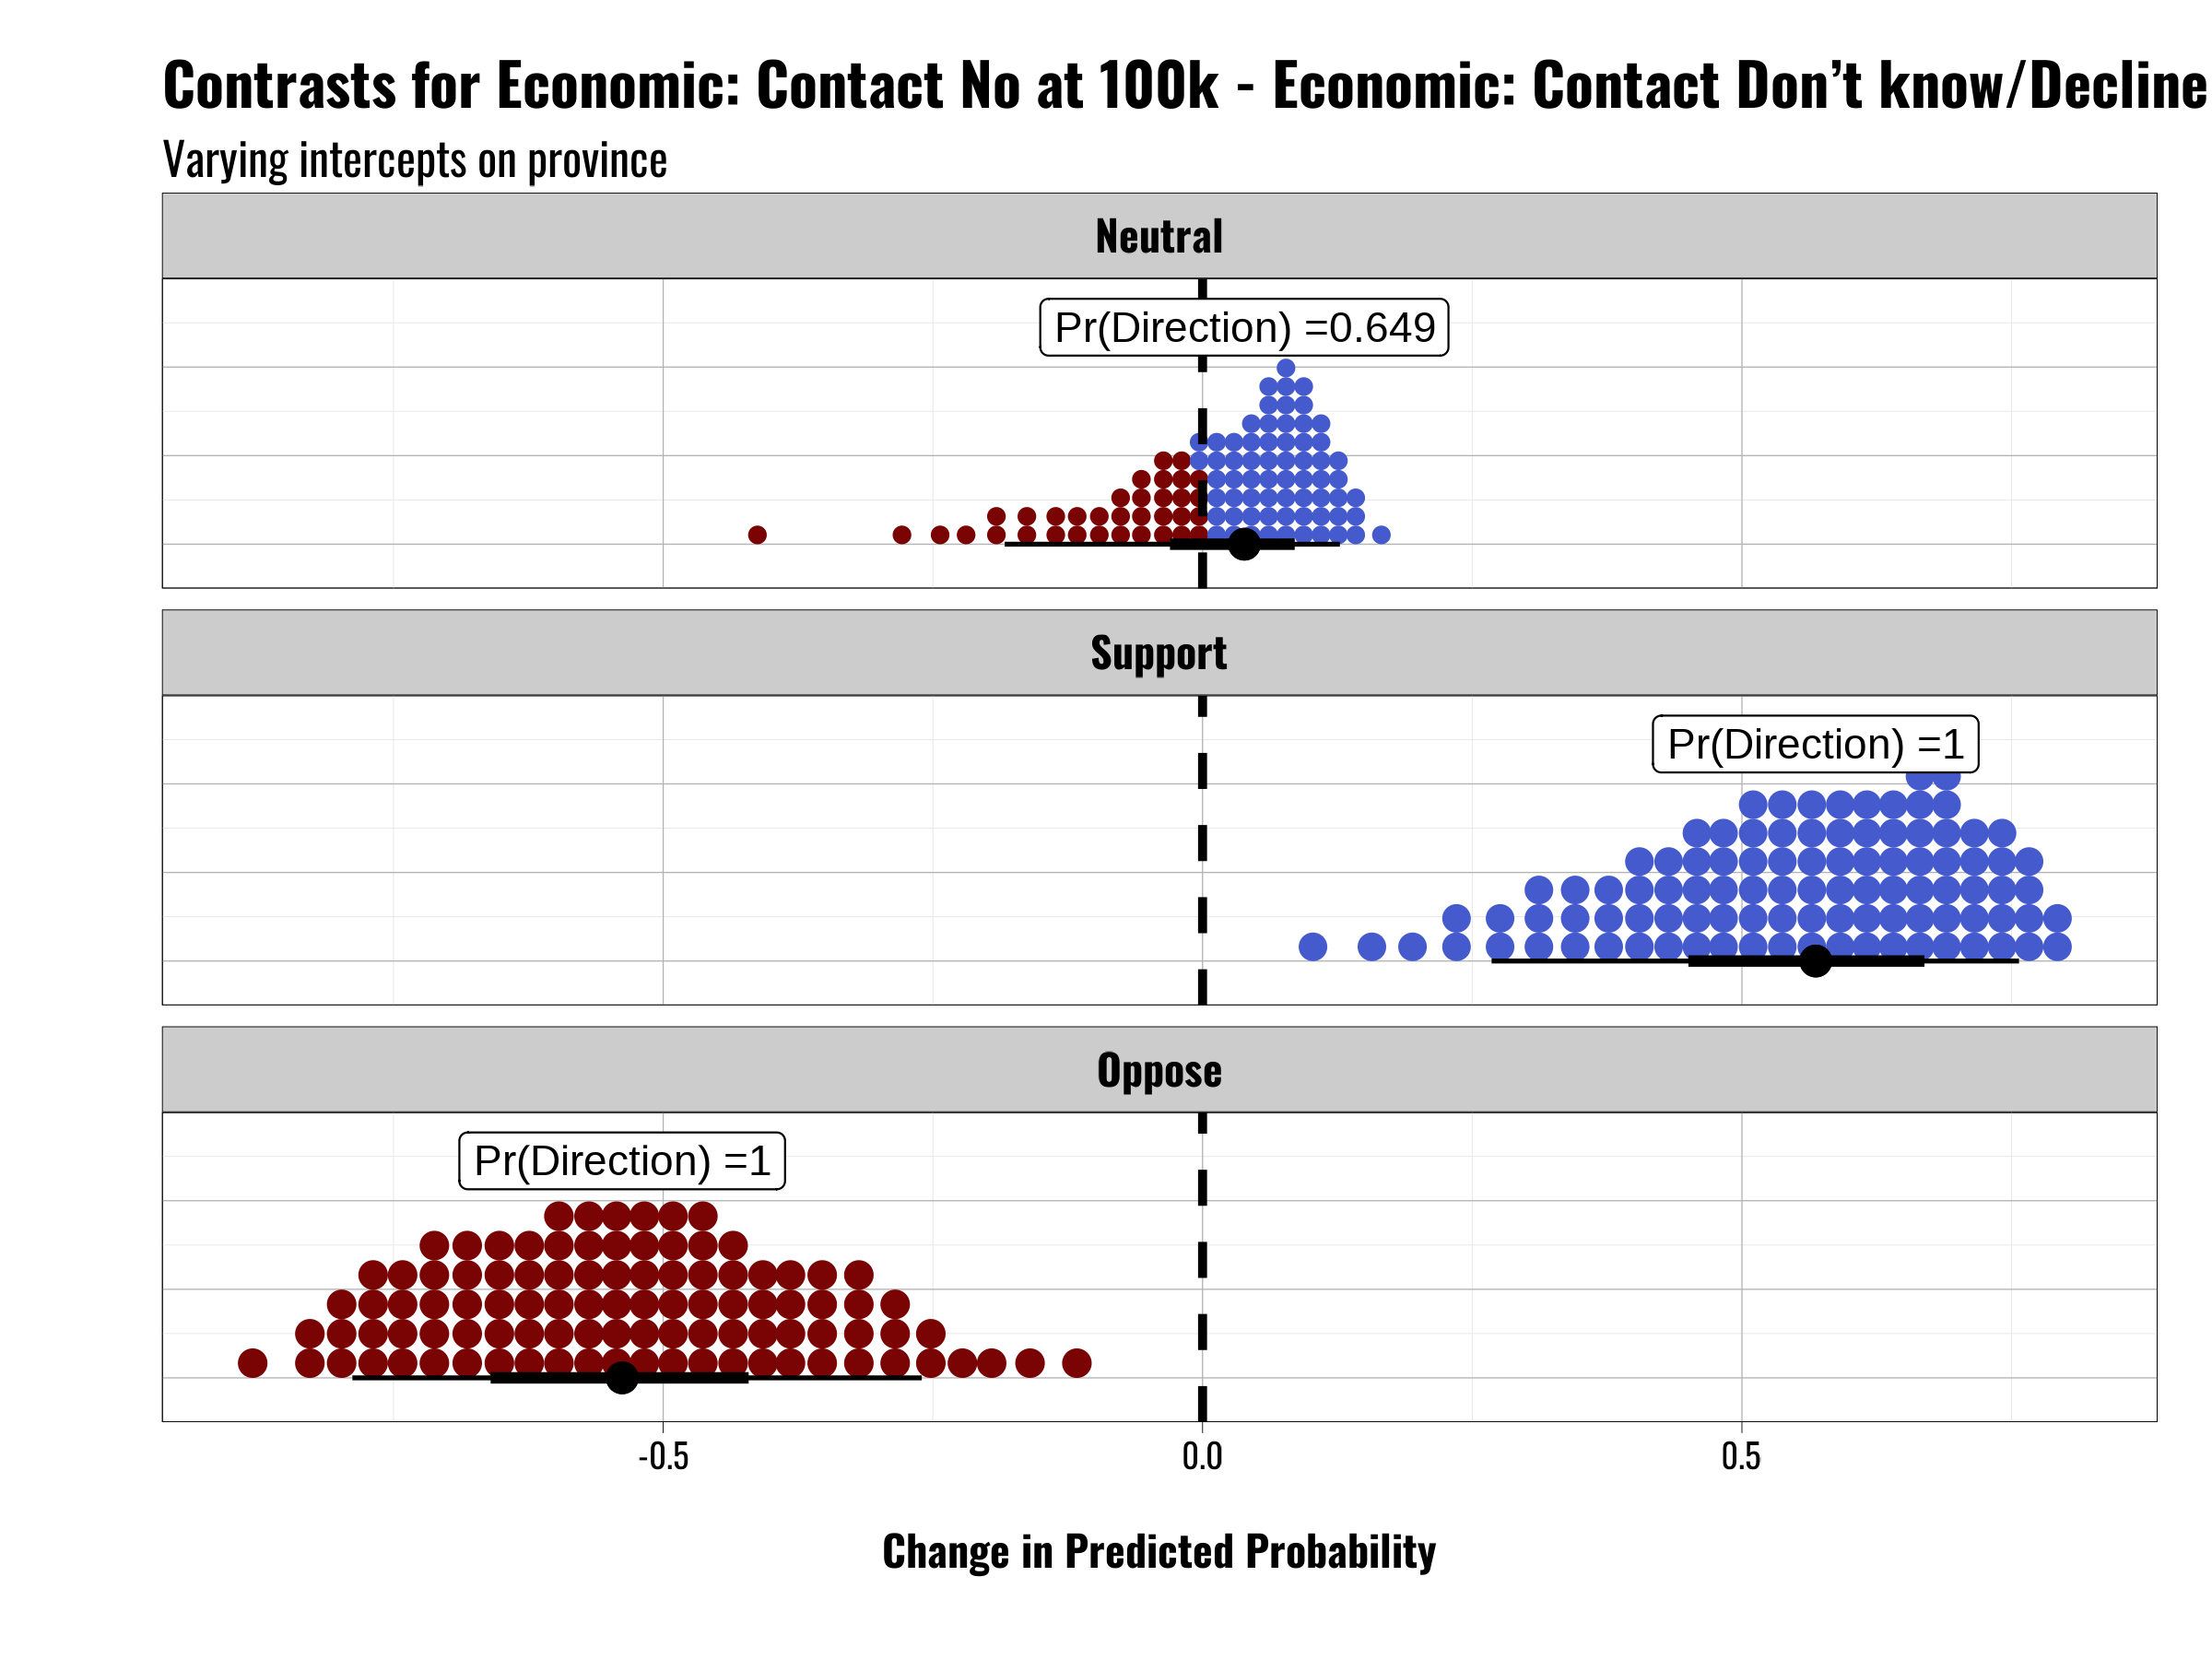 Contrasts for Economic: Contact No at 100k - Economic: Contact Don’t know/Decline
Varying intercepts on province
Neutral
Pr(Direction) =0.649
Support
Pr(Direction) =1
Oppose
Pr(Direction) =1
-0.5 0.0 0.5
Change in Predicted Probability